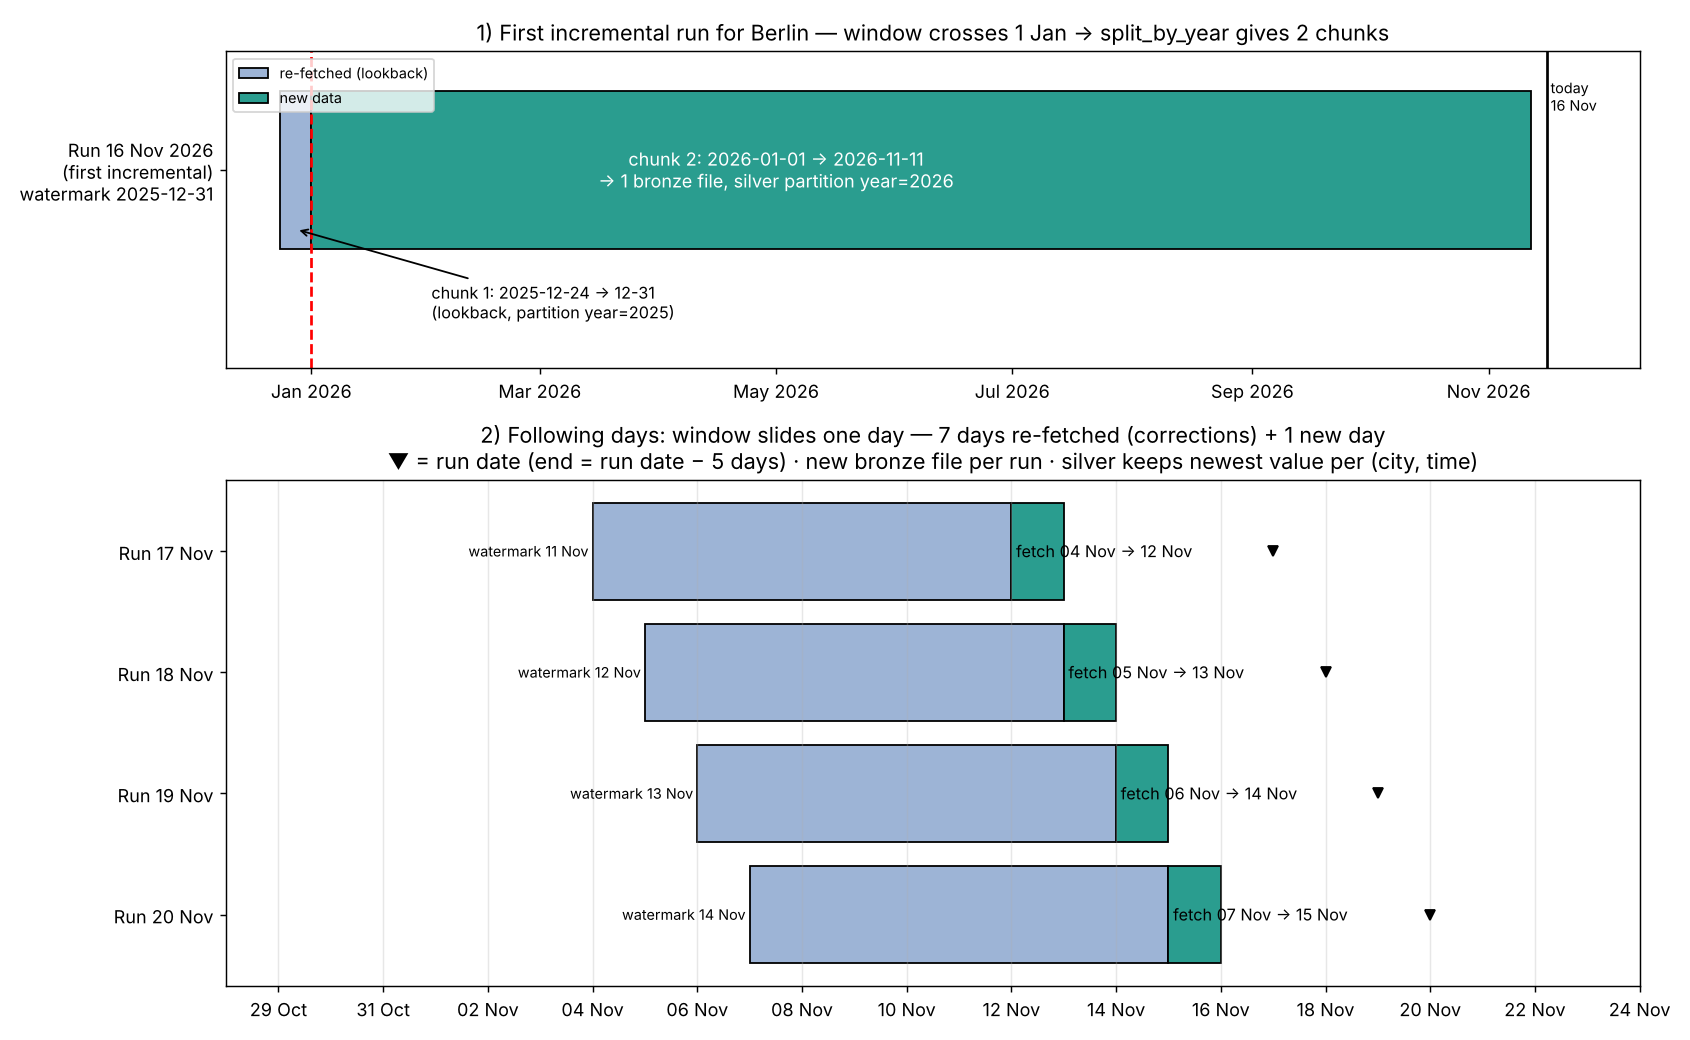 1) First incremental run for Berlin — window crosses 1 Jan → split_by_year gives 2 chunks
re-fetched (lookback)
new data
today
16 Nov
Run 16 Nov 2026
(first incremental)
watermark 2025-12-31
chunk 2: 2026-01-01 → 2026-11-11
→ 1 bronze file, silver partition year=2026
chunk 1: 2025-12-24 → 12-31
(lookback, partition year=2025)
Jan 2026 Mar 2026 May 2026 Jul 2026 Sep 2026 Nov 2026
2) Following days: window slides one day — 7 days re-fetched (corrections) + 1 new day
▼ = run date (end = run date − 5 days) · new bronze file per run · silver keeps newest value per (city, time)
Run 17 Nov watermark 11 Nov fetch 04 Nov → 12 Nov
Run 18 Nov watermark 12 Nov fetch 05 Nov → 13 Nov
Run 19 Nov watermark 13 Nov fetch 06 Nov → 14 Nov
Run 20 Nov watermark 14 Nov fetch 07 Nov → 15 Nov
29 Oct 31 Oct 02 Nov 04 Nov 06 Nov 08 Nov 10 Nov 12 Nov 14 Nov 16 Nov 18 Nov 20 Nov 22 Nov 24 Nov